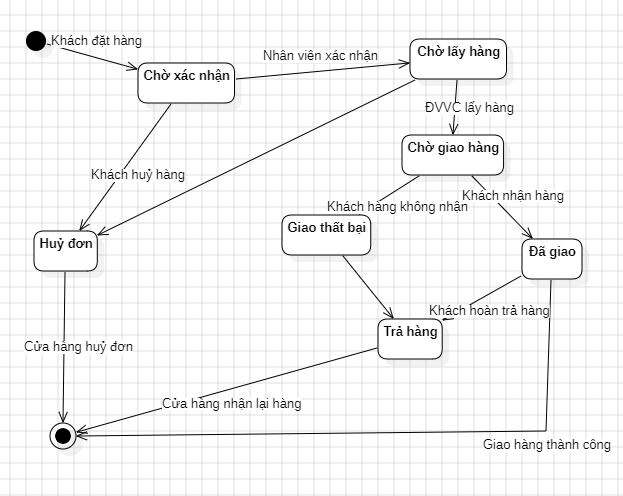 Khách đặt hàng
Nhân viên xác nhận
Chờ lấy hàng
Chờ xác nhận
ĐVVC lấy hàng
Chờ giao hàng
Khách huỷ hàng
Khách hàng không nhận
Khách nhận hàng
Giao thất bại
Huỷ đơn
Đã giao
Khách hoàn trả hàng
Trả hàng
Cửa hàng huỷ đơn
Cửa hàng nhận lại hàng
Giao hàng thành công